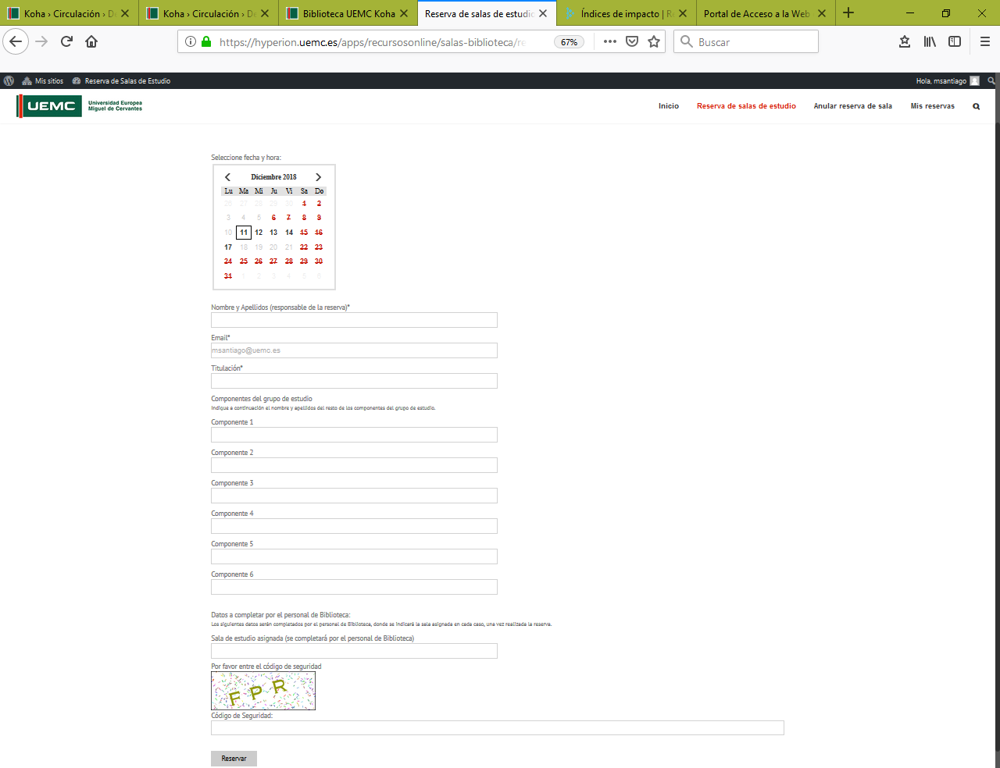 Koha › Circulación › De
Koha › Circulación › De
Biblioteca UEMC Koha
Reserva de salas de estudio
Índices de impacto | Re
Portal de Acceso a la Web
https://hyperion.uemc.es/apps/recursosonline/salas-biblioteca/re
67%
Buscar
Mis sitios
Reserva de Salas de Estudio
Hola, msantiago
UEMC
Universidad Europea
Miguel de Cervantes
Inicio
Reserva de salas de estudio
Anular reserva de sala
Mis reservas
Seleccione fecha y hora:
Diciembre 2018
Lu Ma Mi Ju Vi Sa Do
26 27 28 29 30 1 2
3 4 5 6 7 8 9
10 11 12 13 14 15 16
17 18 19 20 21 22 23
24 25 26 27 28 29 30
31 1 2 3 4 5 6
Nombre y Apellidos (responsable de la reserva)*
Email*
msantiago@uemc.es
Titulación*
Componentes del grupo de estudio
Indique a continuación el nombre y apellidos del resto de los componentes del grupo de estudio.
Componente 1
Componente 2
Componente 3
Componente 4
Componente 5
Componente 6
Datos a completar por el personal de Biblioteca:
Los siguientes datos serán completados por el personal de Biblioteca, donde se indicará la sala asignada en cada caso, una vez realizada la reserva.
Sala de estudio asignada (se completará por el personal de Biblioteca)
Por favor entre el código de seguridad
FPR
Código de Seguridad:
Reservar